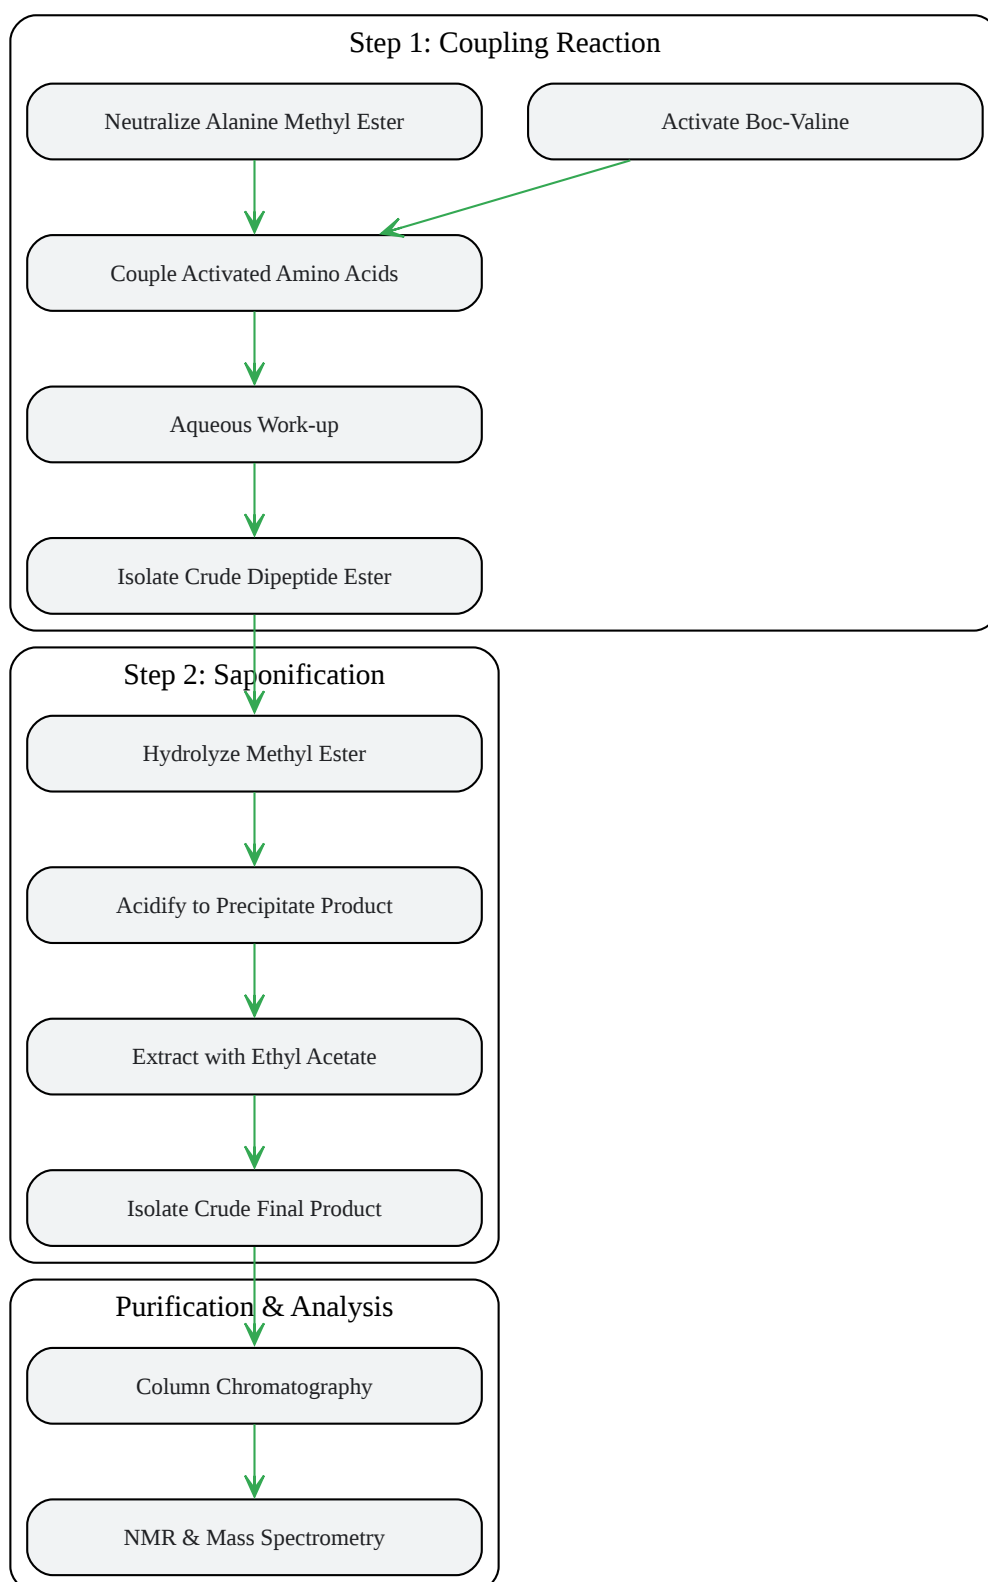 Step 1: Coupling Reaction
Neutralize Alanine Methyl Ester
Activate Boc-Valine
Couple Activated Amino Acids
Aqueous Work-up
Isolate Crude Dipeptide Ester
Step 2: Saponification
Hydrolyze Methyl Ester
Acidify to Precipitate Product
Extract with Ethyl Acetate
Isolate Crude Final Product
Purification & Analysis
Column Chromatography
NMR & Mass Spectrometry